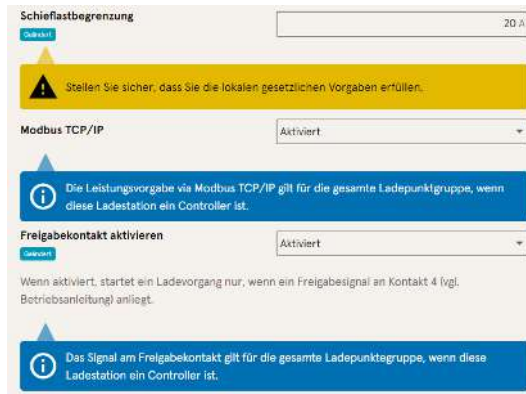 Schieflastbegrenzung
20 A
Geändert
Stellen Sie sicher, dass Sie die lokalen gesetzlichen Vorgaben erfüllen.
Modbus TCP/IP
Aktiviert
Die Leistungsvorgabe via Modbus TCP/IP gilt für die gesamte Ladepunktgruppe, wenn
diese Ladestation ein Controller ist.
Freigabekontakt aktivieren
Aktiviert
Geändert
Wenn aktiviert, startet ein Ladevorgang nur, wenn ein Freigabesignal an Kontakt 4 (vgl.
Betriebsanleitung) anliegt.
Das Signal am Freigabekontakt gilt für die gesamte Ladepunktegruppe, wenn diese
Ladestation ein Controller ist.